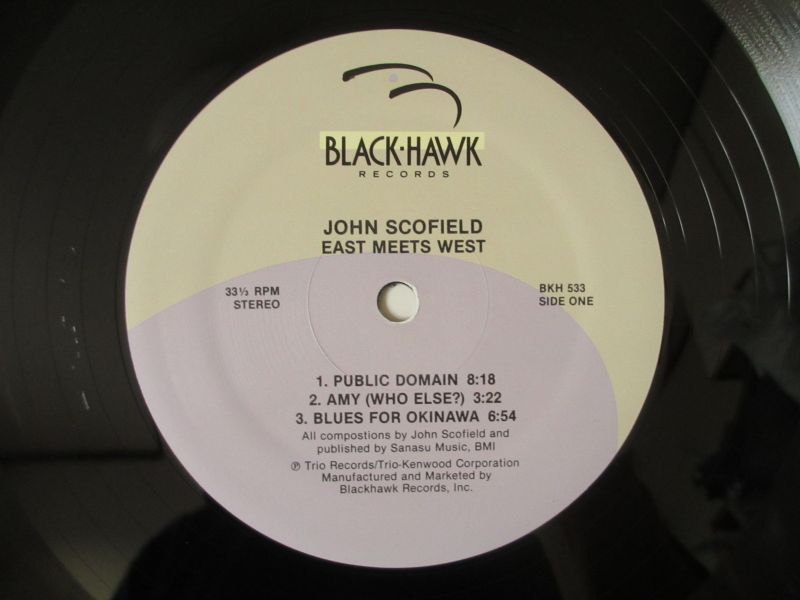 BLACK·HAWK
RECORDS
JOHN SCOFIELD
EAST MEETS WEST
33⅓ RPM
STEREO
BKH 533
SIDE ONE
1. PUBLIC DOMAIN 8:18
2. AMY (WHO ELSE?) 3:22
3. BLUES FOR OKINAWA 6:54
All compostions by John Scofield and
published by Sanasu Music, BMI
℗ Trio Records/Trio-Kenwood Corporation
Manufactured and Marketed by
Blackhawk Records, Inc.